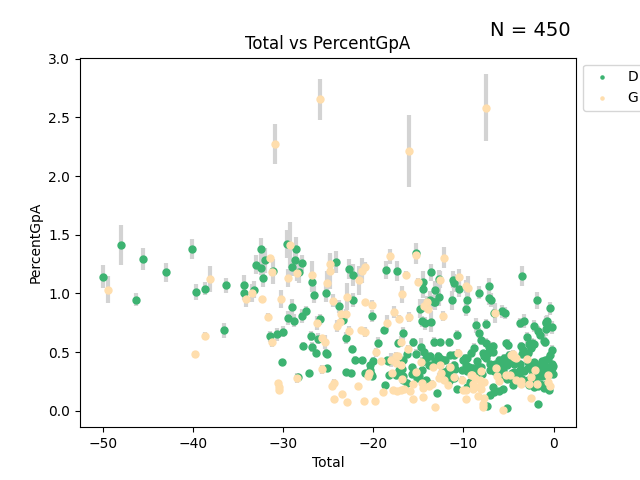 N = 450
Total vs PercentGpA
D
G
3.0
2.5
2.0
1.5
1.0
0.5
0.0
PercentGpA
−50 −40 −30 −20 −10 0
Total